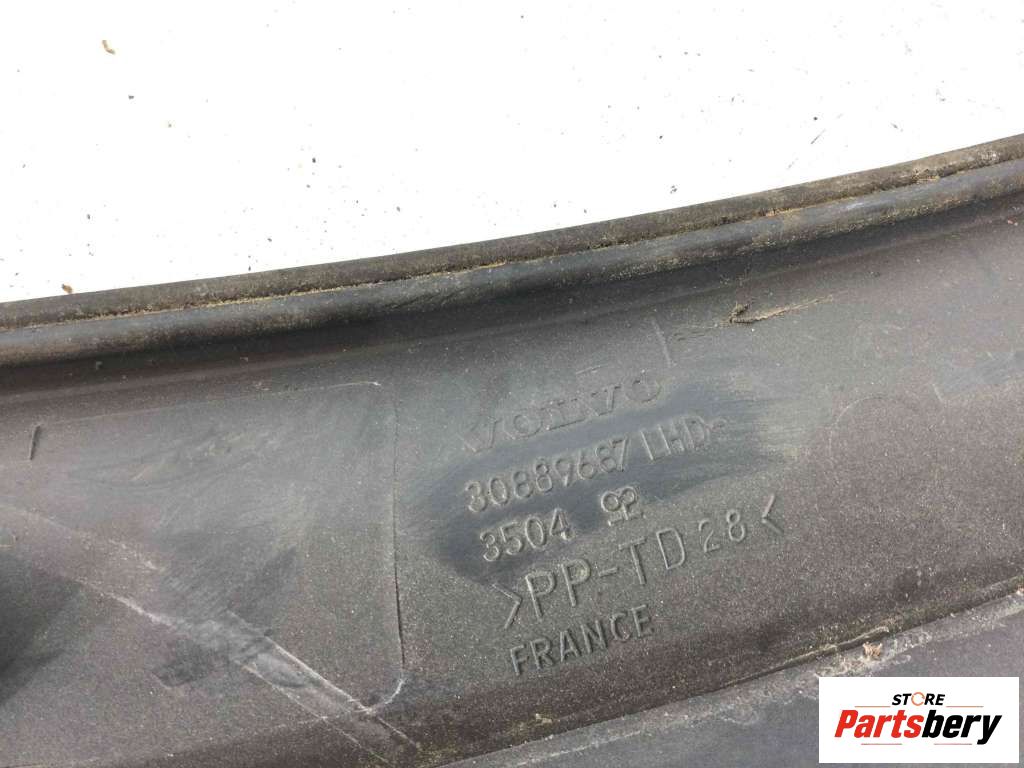 VOLVO
30889687 LHD-
3504
>PP-TD28<
FRANCE
STORE
Partsbery